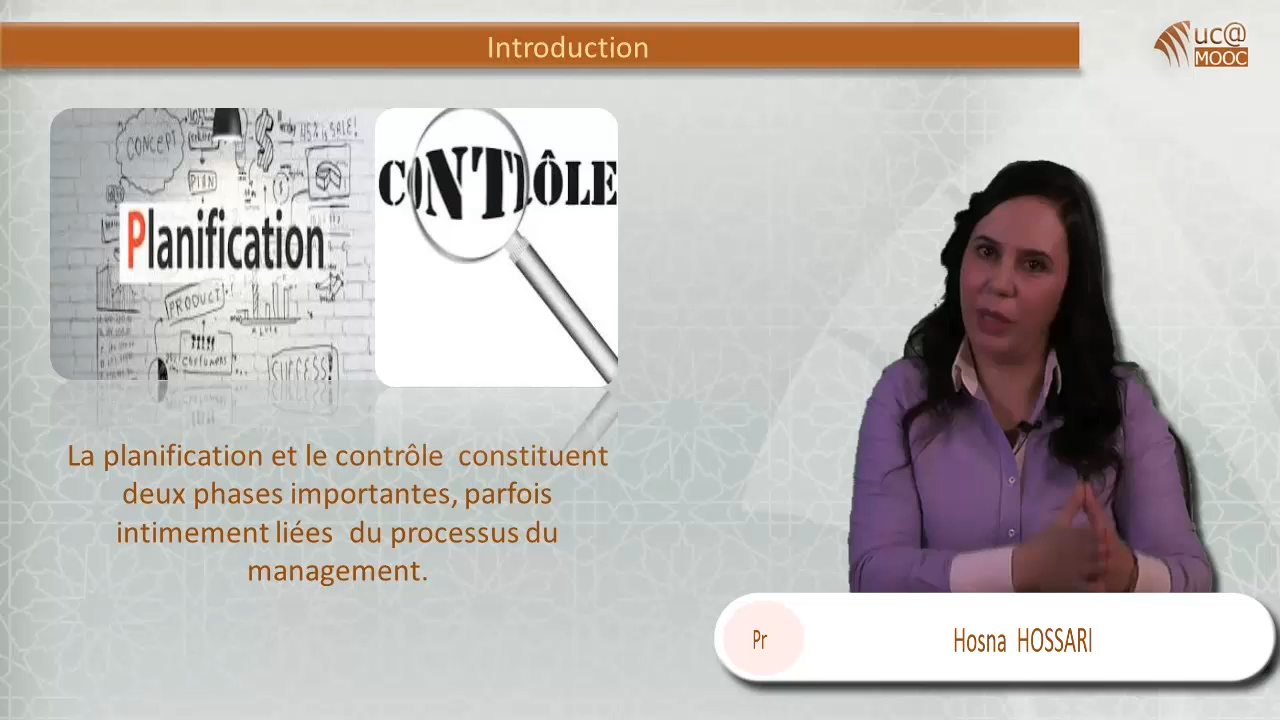 Introduction
uc@
MOOC
CONCEPT
PLAN
Planification
PRODUCT
SUCCESS!
CONTRÔLE
La planification et le contrôle constituent
deux phases importantes, parfois
intimement liées du processus du
management.
Pr
Hosna HOSSARI